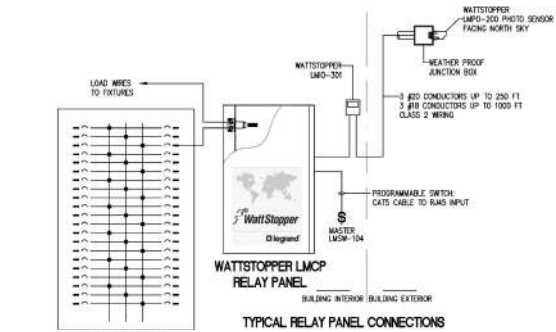 WATTSTOPPER
LMPO-200 PHOTO SENSOR
FACING NORTH SKY
WEATHER PROOF
JUNCTION BOX
WATTSTOPPER
LMIO-301
LOAD WIRES
TO FIXTURES
3 #20 CONDUCTORS UP TO 250 FT
3 #18 CONDUCTORS UP TO 1000 FT
CLASS 2 WIRING
PROGRAMMABLE SWITCH:
CAT5 CABLE TO RJ45 INPUT
WattStopper
legrand
S
MASTER
LMSW-104
WATTSTOPPER LMCP
RELAY PANEL
BUILDING INTERIOR
BUILDING EXTERIOR
TYPICAL RELAY PANEL CONNECTIONS